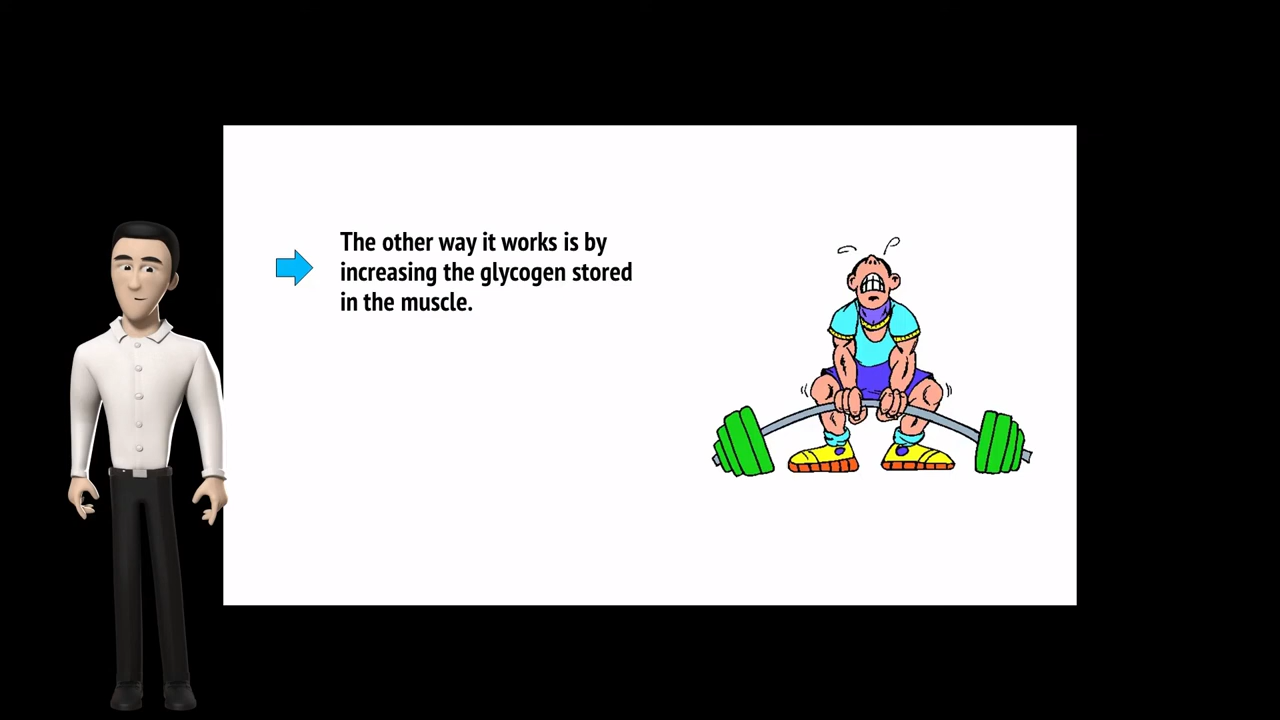 The other way it works is by
increasing the glycogen stored
in the muscle.